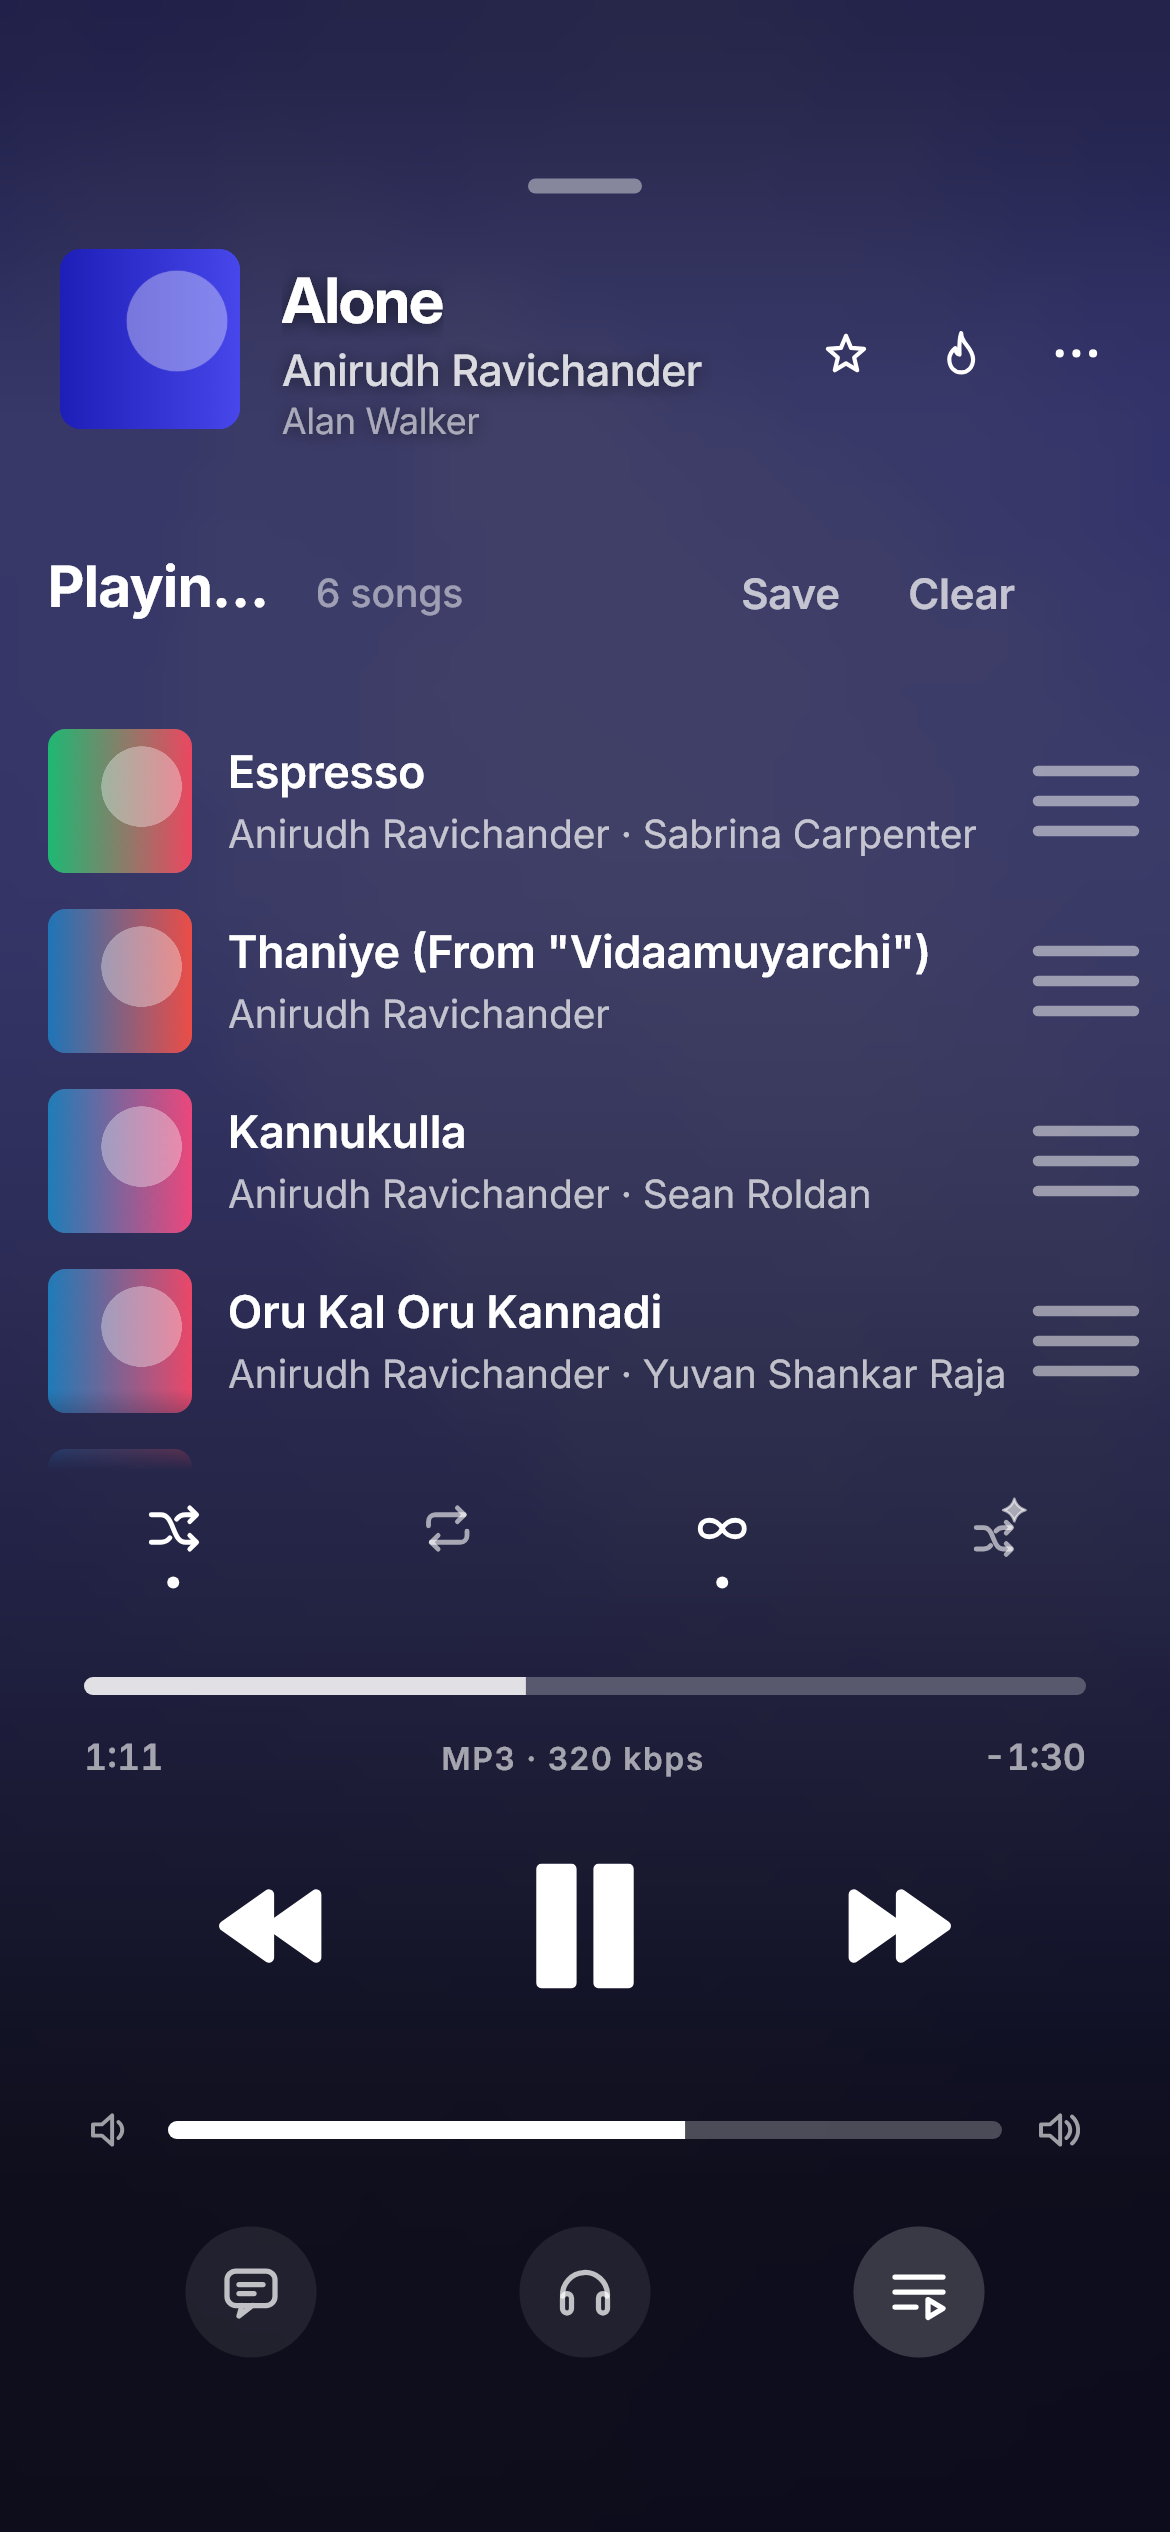 Alone
Anirudh Ravichander
Alan Walker
Playin...
6 songs
Save
Clear
Espresso
Anirudh Ravichander · Sabrina Carpenter
Thaniye (From "Vidaamuyarchi")
Anirudh Ravichander
Kannukulla
Anirudh Ravichander · Sean Roldan
Oru Kal Oru Kannadi
Anirudh Ravichander · Yuvan Shankar Raja
1:11
MP3 · 320 kbps
-1:30